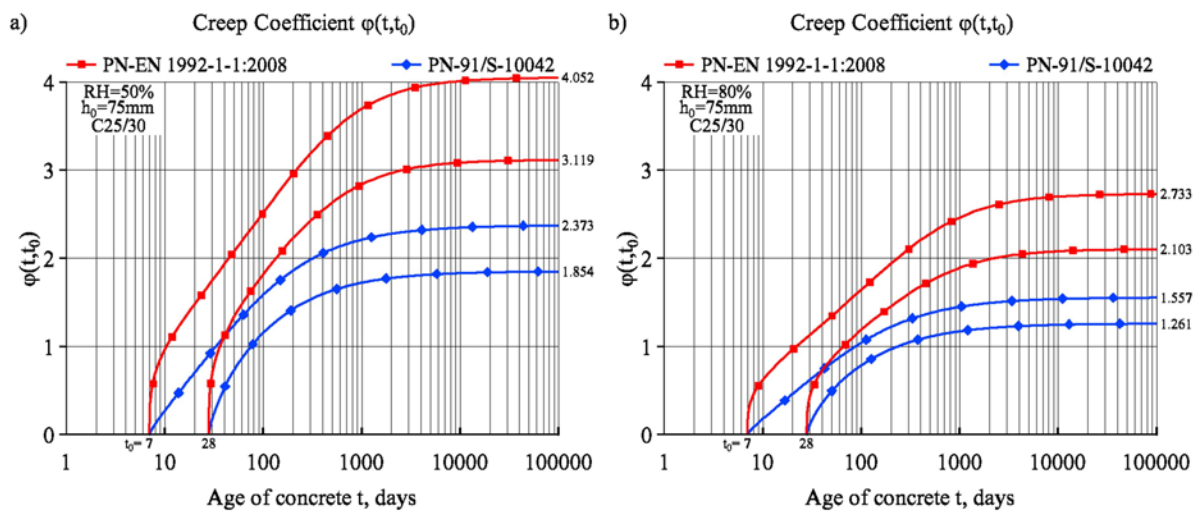 a) Creep Coefficient φ(t,t₀)
PN-EN 1992-1-1:2008 PN-91/S-10042
RH=50%
h₀=75mm
C25/30
φ(t,t₀)
4
3
2
1
0
4.052
3.119
2.373
1.854
t₀= 7 28
1 10 100 1000 10000 100000
Age of concrete t, days
b) Creep Coefficient φ(t,t₀)
PN-EN 1992-1-1:2008 PN-91/S-10042
RH=80%
h₀=75mm
C25/30
φ(t,t₀)
4
3
2
1
0
2.733
2.103
1.557
1.261
t₀= 7 28
1 10 100 1000 10000 100000
Age of concrete t, days